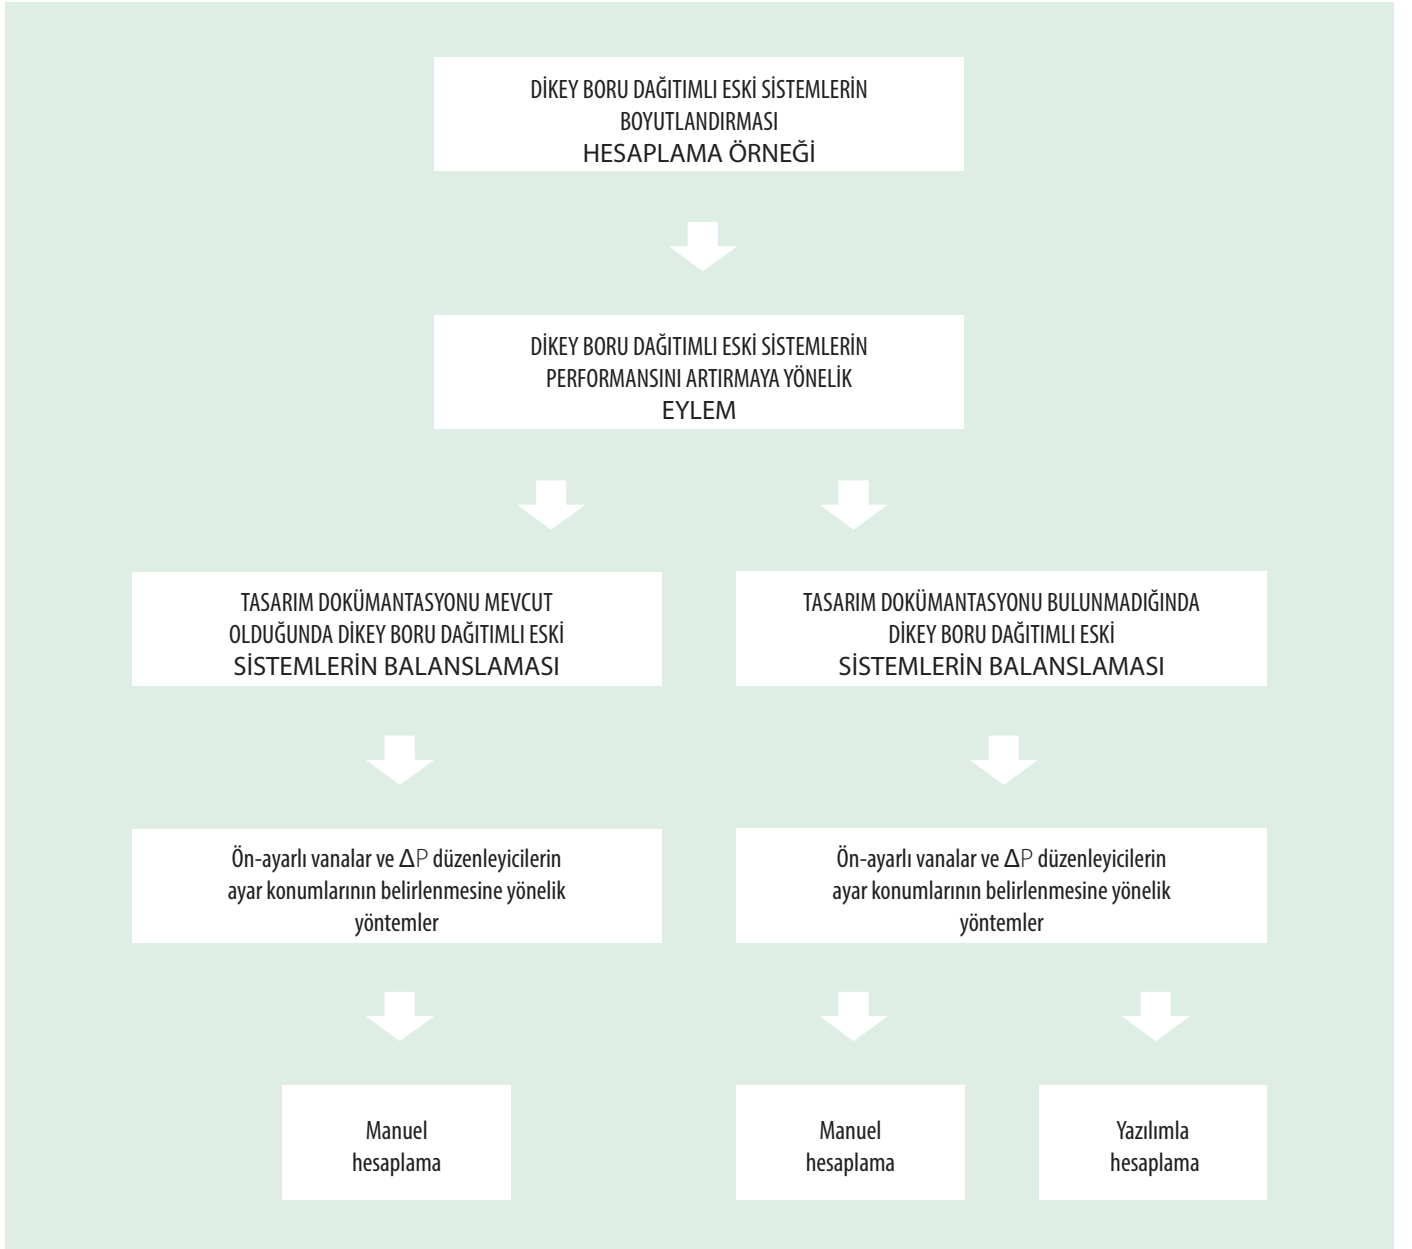 DİKEY BORU DAĞITIMLI ESKİ SİSTEMLERİN
BOYUTLANDIRMASI
HESAPLAMA ÖRNEĞİ
DİKEY BORU DAĞITIMLI ESKİ SİSTEMLERİN
PERFORMANSINI ARTIRMAYA YÖNELİK
EYLEM
TASARIM DOKÜMANTASYONU MEVCUT
OLDUĞUNDA DİKEY BORU DAĞITIMLI ESKİ
SİSTEMLERİN BALANSLAMASI
TASARIM DOKÜMANTASYONU BULUNMADIĞINDA
DİKEY BORU DAĞITIMLI ESKİ
SİSTEMLERİN BALANSLAMASI
Ön-ayarlı vanalar ve ΔP düzenleyicilerin
ayar konumlarının belirlenmesine yönelik
yöntemler
Ön-ayarlı vanalar ve ΔP düzenleyicilerin
ayar konumlarının belirlenmesine yönelik
yöntemler
Manuel
hesaplama
Manuel
hesaplama
Yazılımla
hesaplama